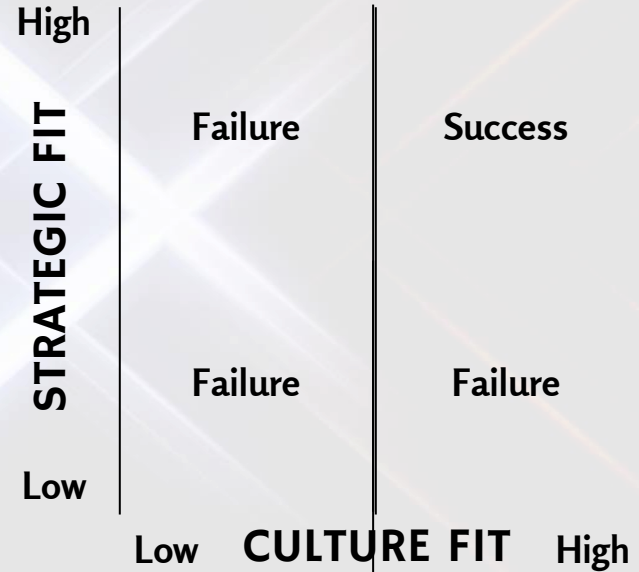 High
STRATEGIC FIT
Failure Success
Failure Failure
Low
Low CULTURE FIT High